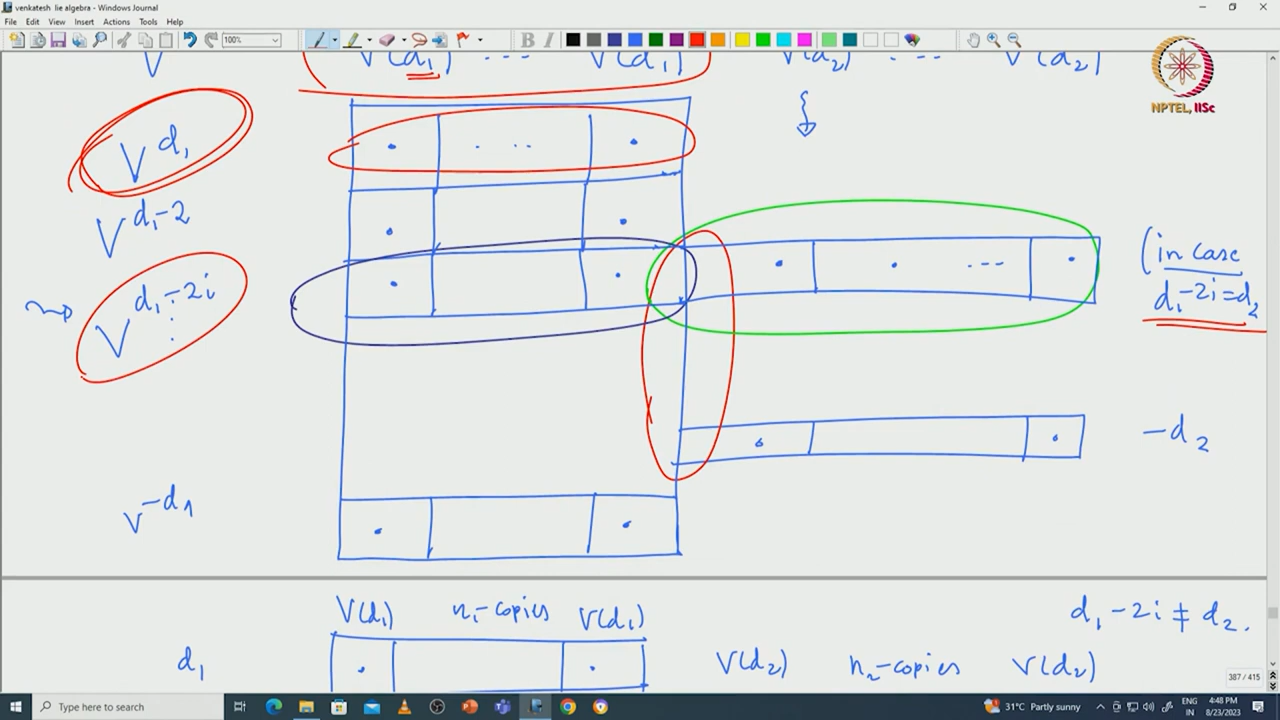 venkatesh lie algebra - Windows Journal
File Edit View Insert Actions Tools Help
100%
B I
V V(d₁) ... V(d₁) V(d₂) .... V(d₂)
NPTEL, IISc
V^{d₁}
V^{d₁-2}
V^{d₁-2i}
(in case
d₁-2i=d₂
-d₂
V^{-d₁}
V(d₁) n₁-copies V(d₁)
d₁-2i ≠ d₂.
d₁
V(d₂) n₂-copies V(d₂)
387 / 415
Type here to search
31°C Partly sunny
ENG
IN
4:48 PM
8/23/2023